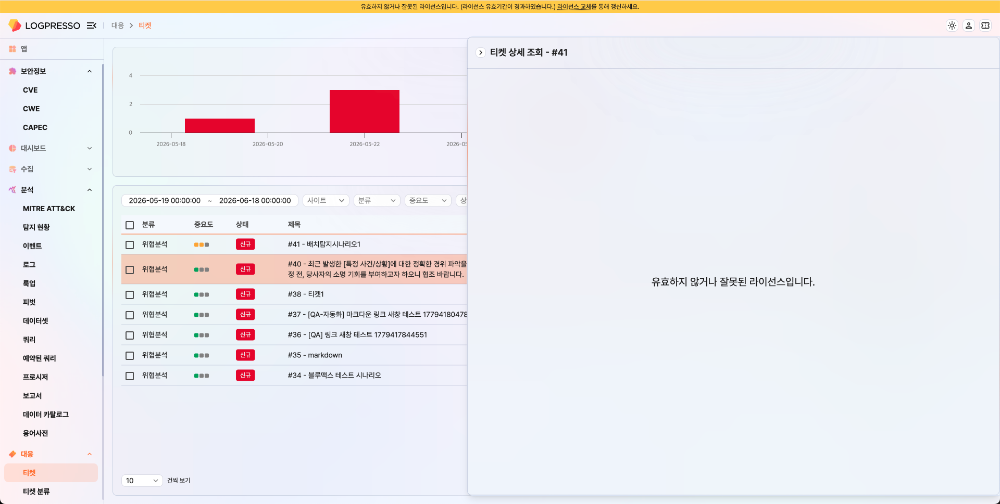 유효하지 않거나 잘못된 라이선스입니다. (라이선스 유효기간이 경과하였습니다.) 라이선스 교체를 통해 갱신하세요.
LOGPRESSO
대응 > 티켓
앱
보안정보
CVE
CWE
CAPEC
대시보드
수집
분석
MITRE ATT&CK
탐지 현황
이벤트
로그
룩업
피벗
데이터셋
쿼리
예약된 쿼리
프로시저
보고서
데이터 카탈로그
용어사전
대응
티켓
티켓 분류
4
2
0
2026-05-18 2026-05-20 2026-05-22 2026-05
2026-05-19 00:00:00 ~ 2026-06-18 00:00:00 사이트 분류 중요도 상
분류 중요도 상태 제목
위협분석 신규 #41 - 배치탐지시나리오1
위협분석 신규 #40 - 최근 발생한 [특정 사건/상황]에 대한 정확한 경위 파악을
정 전, 당사자의 소명 기회를 부여하고자 하오니 협조 바랍니다.
위협분석 신규 #38 - 티켓1
위협분석 신규 #37 - [QA-자동화] 마크다운 링크 새창 테스트 17794180478
위협분석 신규 #36 - [QA] 링크 새창 테스트 1779417844551
위협분석 신규 #35 - markdown
위협분석 신규 #34 - 블루맥스 테스트 시나리오
10 건씩 보기
티켓 상세 조회 - #41
유효하지 않거나 잘못된 라이선스입니다.